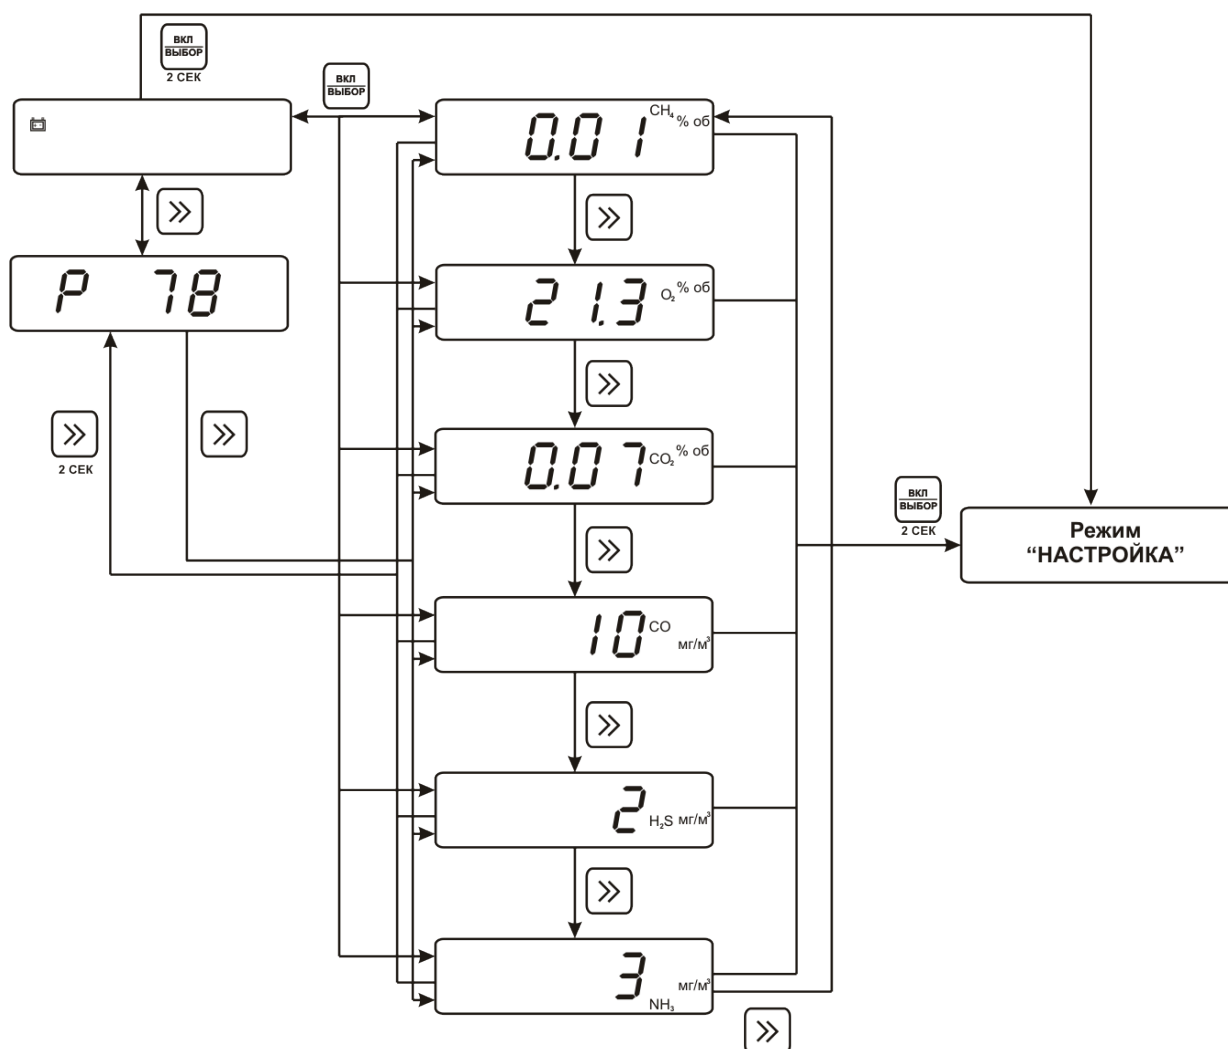 ВКЛ
ВЫБОР
2 СЕК
ВКЛ
ВЫБОР
0.01 CH₄ % об
P 78
21.3 O₂ % об
2 СЕК
0.07 CO₂ % об
ВКЛ
ВЫБОР
2 СЕК
Режим
“НАСТРОЙКА”
10 CO мг/м³
2 H₂S мг/м³
3 NH₃ мг/м³